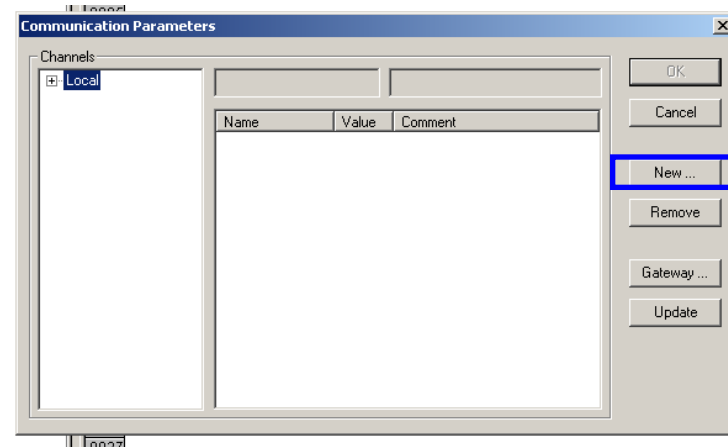 Communication Parameters
Channels
Local
Name Value Comment
OK
Cancel
New ...
Remove
Gateway ...
Update